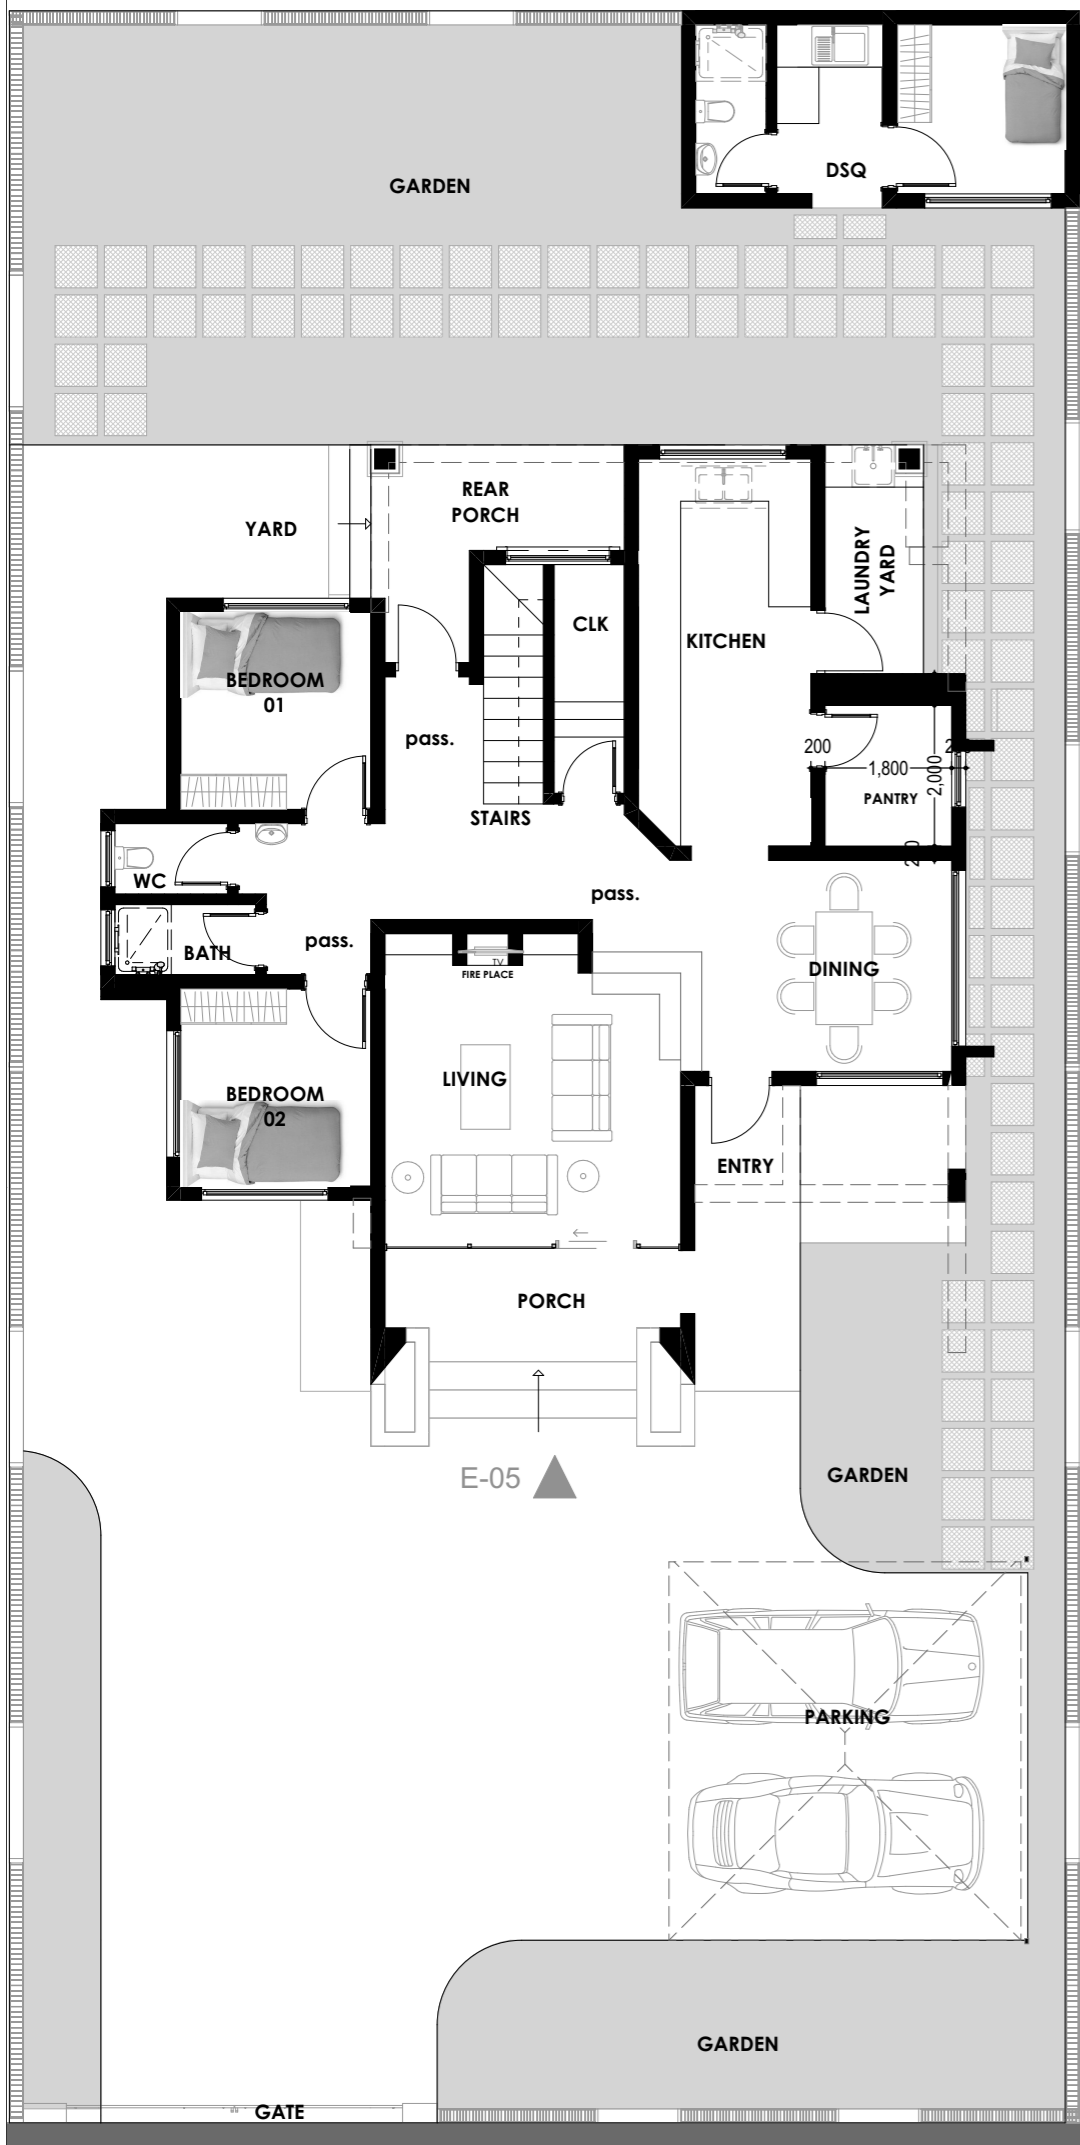 GARDEN
DSQ
REAR
PORCH
YARD
LAUNDRY
YARD
CLK
KITCHEN
BEDROOM
01
pass.
200
1,800
2,000
PANTRY
STAIRS
WC
pass.
pass.
BATH
TV
FIRE PLACE
DINING
LIVING
BEDROOM
02
ENTRY
PORCH
E-05
GARDEN
PARKING
GARDEN
GATE